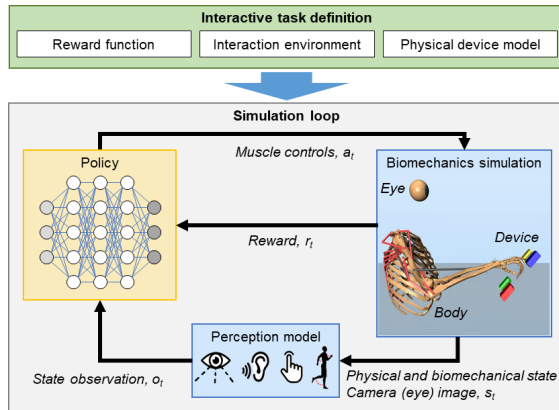 Interactive task definition
Reward function
Interaction environment
Physical device model
Simulation loop
Policy
Muscle controls, aₜ
Biomechanics simulation
Eye
Reward, rₜ
Device
Body
Perception model
State observation, oₜ
Physical and biomechanical state
Camera (eye) image, sₜ